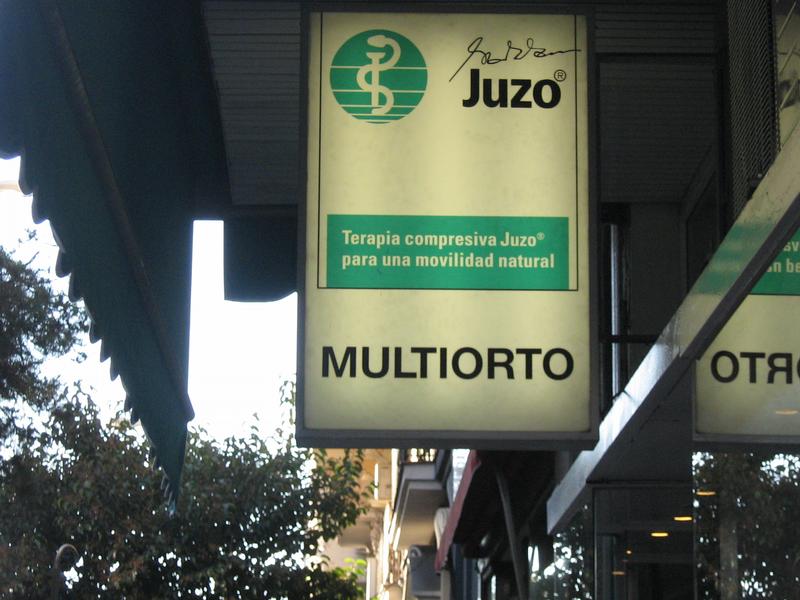 Juzo®
Terapia compresiva Juzo®
para una movilidad natural
MULTIORTO